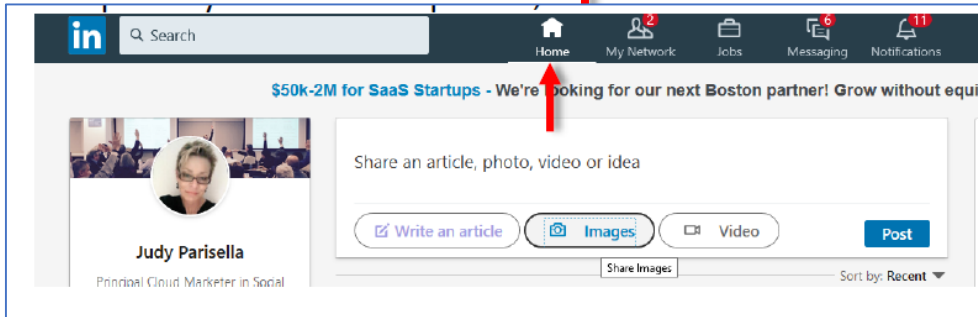 in Search
2 6 11
Home My Network Jobs Messaging Notifications
$50k-2M for SaaS Startups - We're looking for our next Boston partner! Grow without equi
Share an article, photo, video or idea
Write an article Images Video Post
Share Images
Judy Parisella
Sort by: Recent
Principal Cloud Marketer in Social